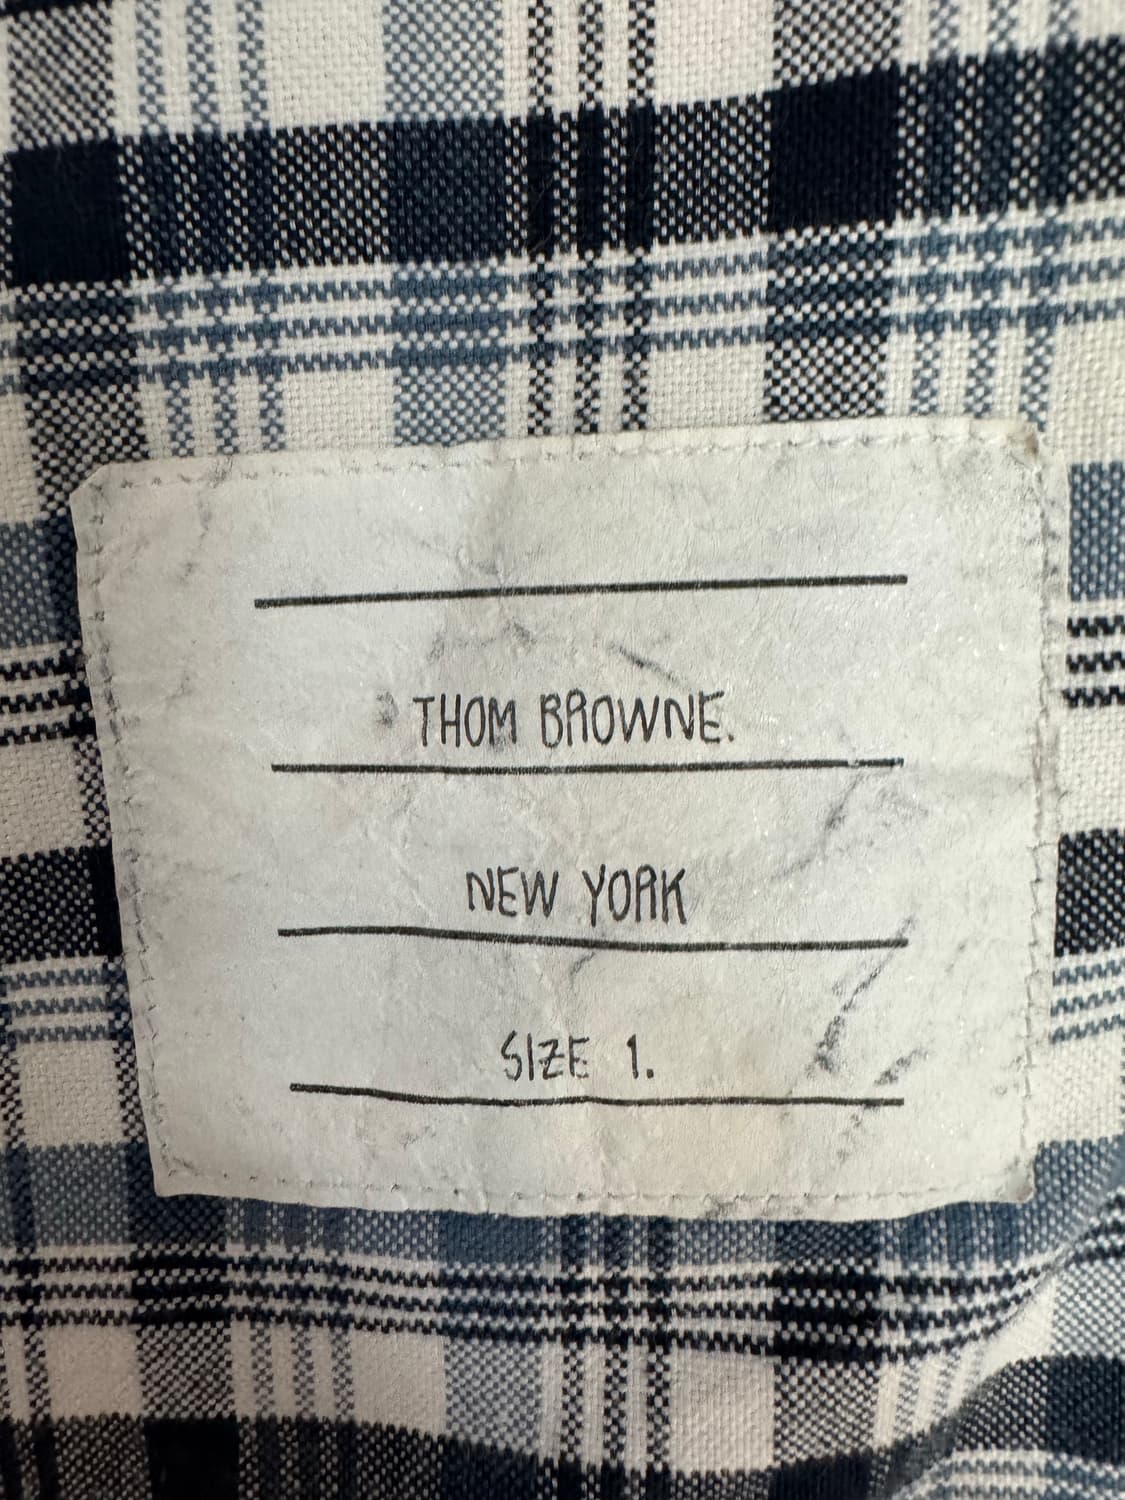 THOM BROWNE.
NEW YORK
SIZE 1.